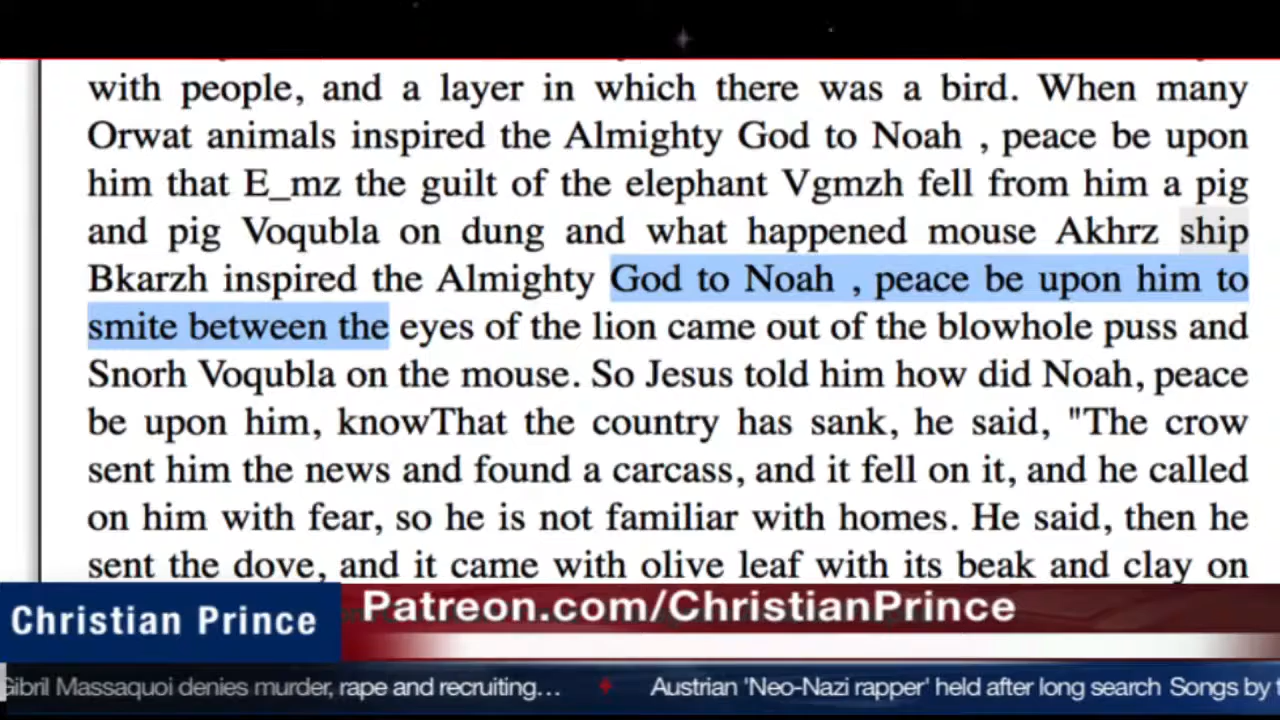 with people, and a layer in which there was a bird. When many
Orwat animals inspired the Almighty God to Noah , peace be upon
him that E_mz the guilt of the elephant Vgmzh fell from him a pig
and pig Voqubla on dung and what happened mouse Akhrz ship
Bkarzh inspired the Almighty God to Noah , peace be upon him to
smite between the eyes of the lion came out of the blowhole puss and
Snorh Voqubla on the mouse. So Jesus told him how did Noah, peace
be upon him, knowThat the country has sank, he said, "The crow
sent him the news and found a carcass, and it fell on it, and he called
on him with fear, so he is not familiar with homes. He said, then he
sent the dove, and it came with olive leaf with its beak and clay on
Christian Prince
Patreon.com/ChristianPrince
Gibril Massaquoi denies murder, rape and recruiting... Austrian 'Neo-Nazi rapper' held after long search Songs by